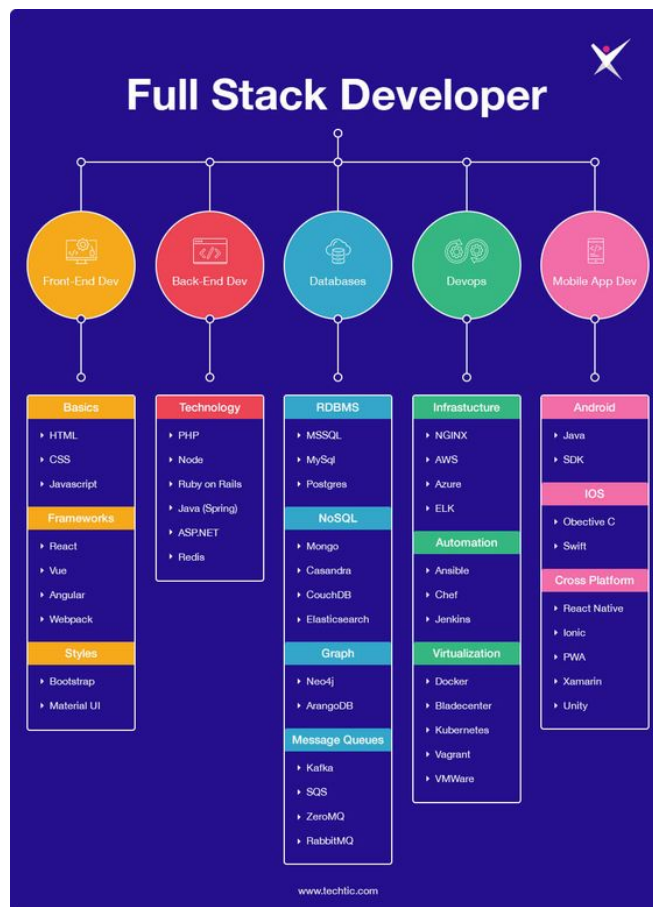 Full Stack Developer
Front-End Dev
Back-End Dev
Databases
Devops
Mobile App Dev
Basics
HTML
CSS
Javascript
Frameworks
React
Vue
Angular
Webpack
Styles
Bootstrap
Material UI
Technology
PHP
Node
Ruby on Rails
Java (Spring)
ASP.NET
Redis
RDBMS
MSSQL
MySql
Postgres
NoSQL
Mongo
Casandra
CouchDB
Elasticsearch
Graph
Neo4j
ArangoDB
Message Queues
Kafka
SQS
ZeroMQ
RabbitMQ
Infrastucture
NGINX
AWS
Azure
ELK
Automation
Ansible
Chef
Jenkins
Virtualization
Docker
Bladecenter
Kubernetes
Vagrant
VMWare
Android
Java
SDK
IOS
Obective C
Swift
Cross Platform
React Native
Ionic
PWA
Xamarin
Unity
www.techtic.com